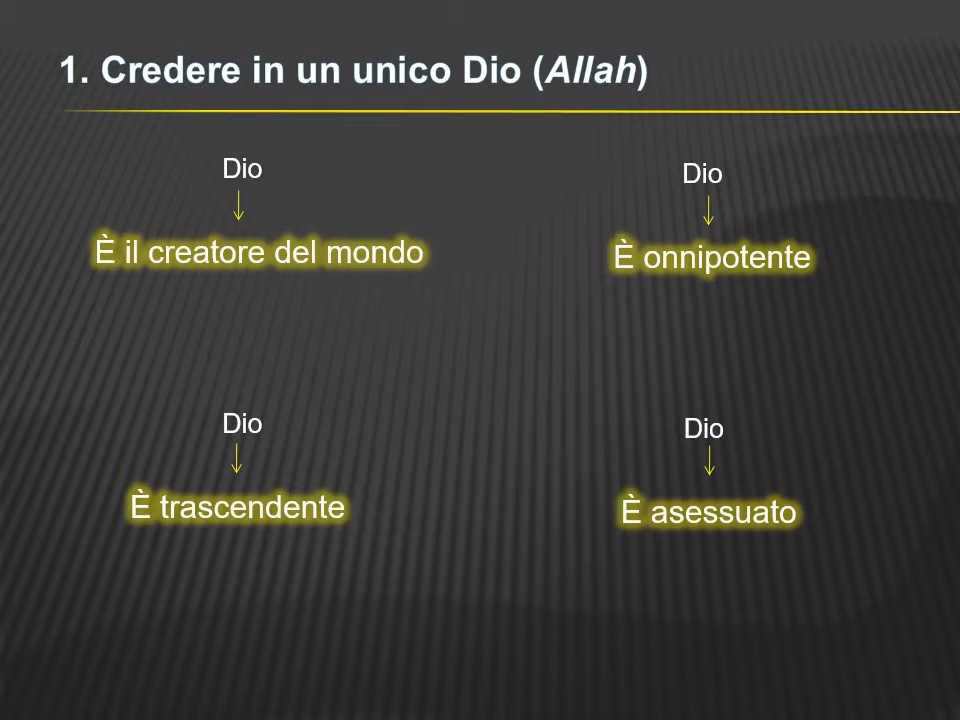 1. Credere in un unico Dio (Allah)
Dio
È il creatore del mondo
Dio
È onnipotente
Dio
È trascendente
Dio
È asessuato